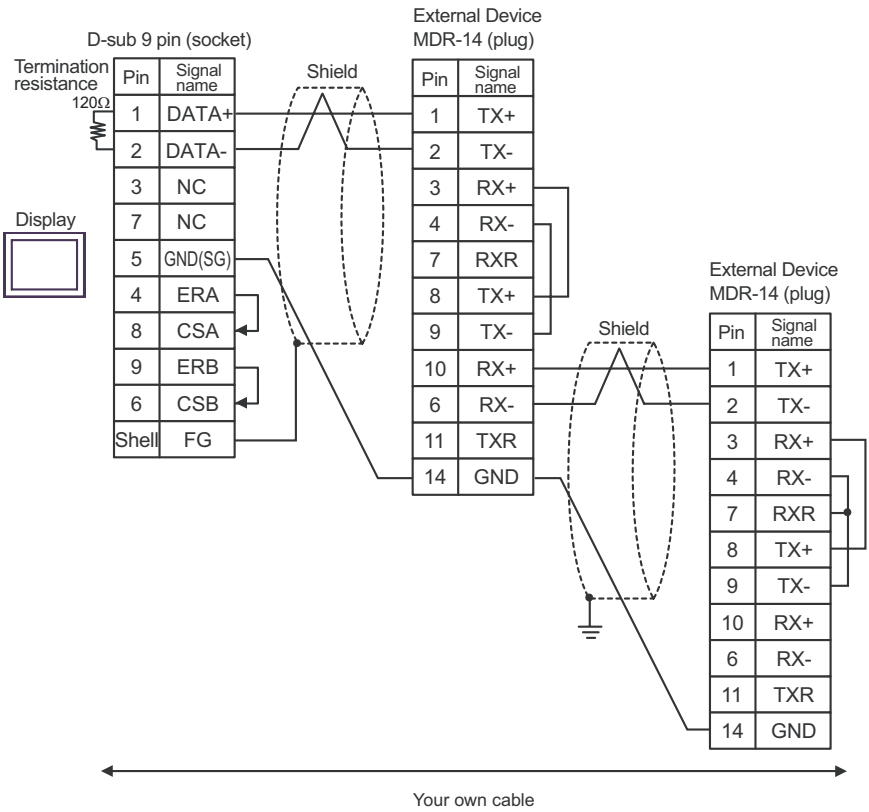 External Device
MDR-14 (plug)
D-sub 9 pin (socket)
Termination
resistance
120Ω
Pin Signal name
1 DATA+
2 DATA-
3 NC
7 NC
5 GND(SG)
4 ERA
8 CSA
9 ERB
6 CSB
Shell FG
Display
Shield
Pin Signal name
1 TX+
2 TX-
3 RX+
4 RX-
7 RXR
8 TX+
9 TX-
10 RX+
6 RX-
11 TXR
14 GND
Shield
External Device
MDR-14 (plug)
Pin Signal name
1 TX+
2 TX-
3 RX+
4 RX-
7 RXR
8 TX+
9 TX-
10 RX+
6 RX-
11 TXR
14 GND
Your own cable